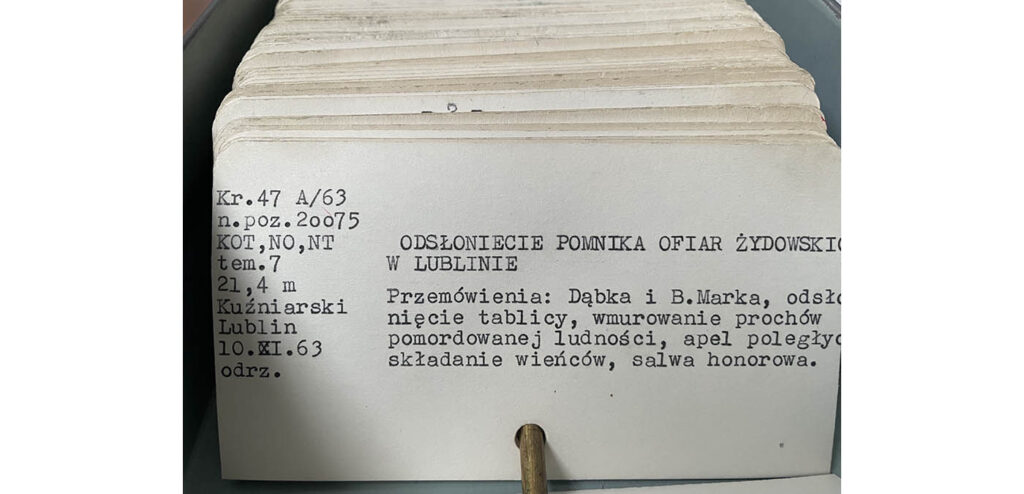 - 2 -
Kr.47 A/63
n.poz.2oo75
KOT,NO,NT
tem.7
21,4 m
Kuźniarski
Lublin
10.XI.63
odrz.
ODSŁONIECIE POMNIKA OFIAR ŻYDOWSKIC
W LUBLINIE
Przemówienia: Dąbka i B.Marka, odsło
nięcie tablicy, wmurowanie prochów
pomordowanej ludności, apel poległyc
składanie wieńców, salwa honorowa.